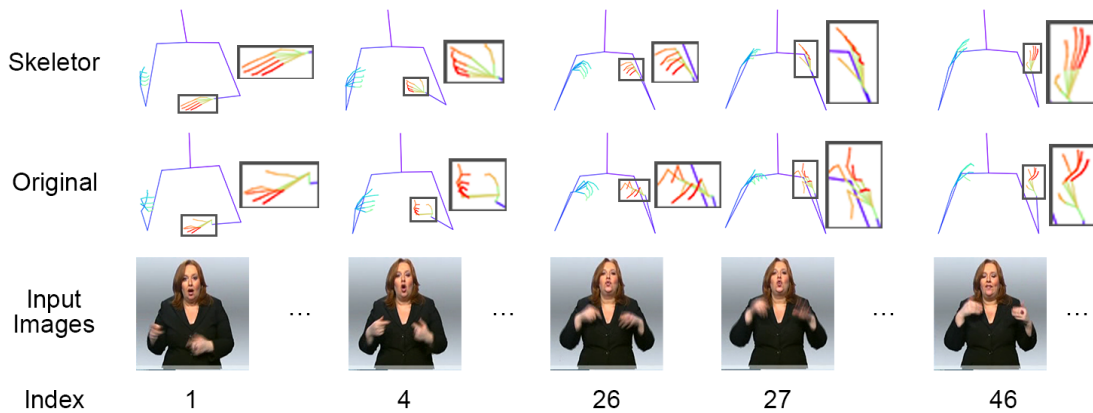 Skeletor
Original
Input
Images
... ... ... ...
Index 1 4 26 27 46